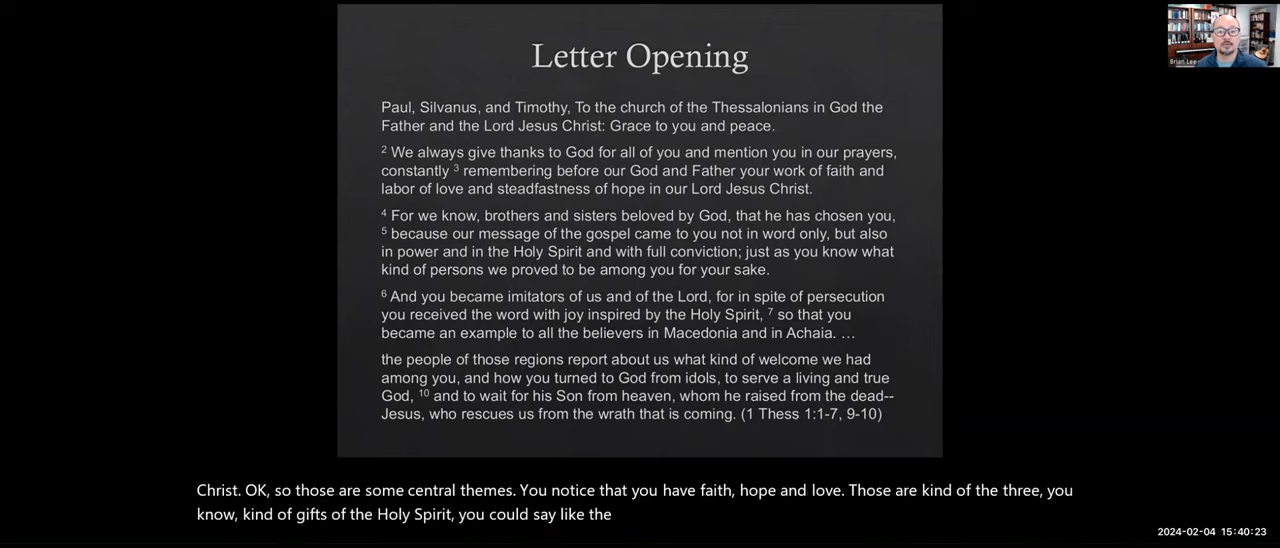 Letter Opening
Paul, Silvanus, and Timothy, To the church of the Thessalonians in God the
Father and the Lord Jesus Christ: Grace to you and peace.
2 We always give thanks to God for all of you and mention you in our prayers,
constantly 3 remembering before our God and Father your work of faith and
labor of love and steadfastness of hope in our Lord Jesus Christ.
4 For we know, brothers and sisters beloved by God, that he has chosen you,
5 because our message of the gospel came to you not in word only, but also
in power and in the Holy Spirit and with full conviction; just as you know what
kind of persons we proved to be among you for your sake.
6 And you became imitators of us and of the Lord, for in spite of persecution
you received the word with joy inspired by the Holy Spirit, 7 so that you
became an example to all the believers in Macedonia and in Achaia. …
the people of those regions report about us what kind of welcome we had
among you, and how you turned to God from idols, to serve a living and true
God, 10 and to wait for his Son from heaven, whom he raised from the dead--
Jesus, who rescues us from the wrath that is coming. (1 Thess 1:1-7, 9-10)
Brian Lee
Christ. OK, so those are some central themes. You notice that you have faith, hope and love. Those are kind of the three, you
know, kind of gifts of the Holy Spirit, you could say like the
2024-02-04 15:40:23